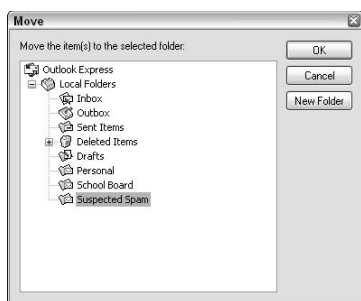 Move
Move the item(s) to the selected folder:
OK
Cancel
New Folder
Outlook Express
Local Folders
Inbox
Outbox
Sent Items
Deleted Items
Drafts
Personal
School Board
Suspected Spam